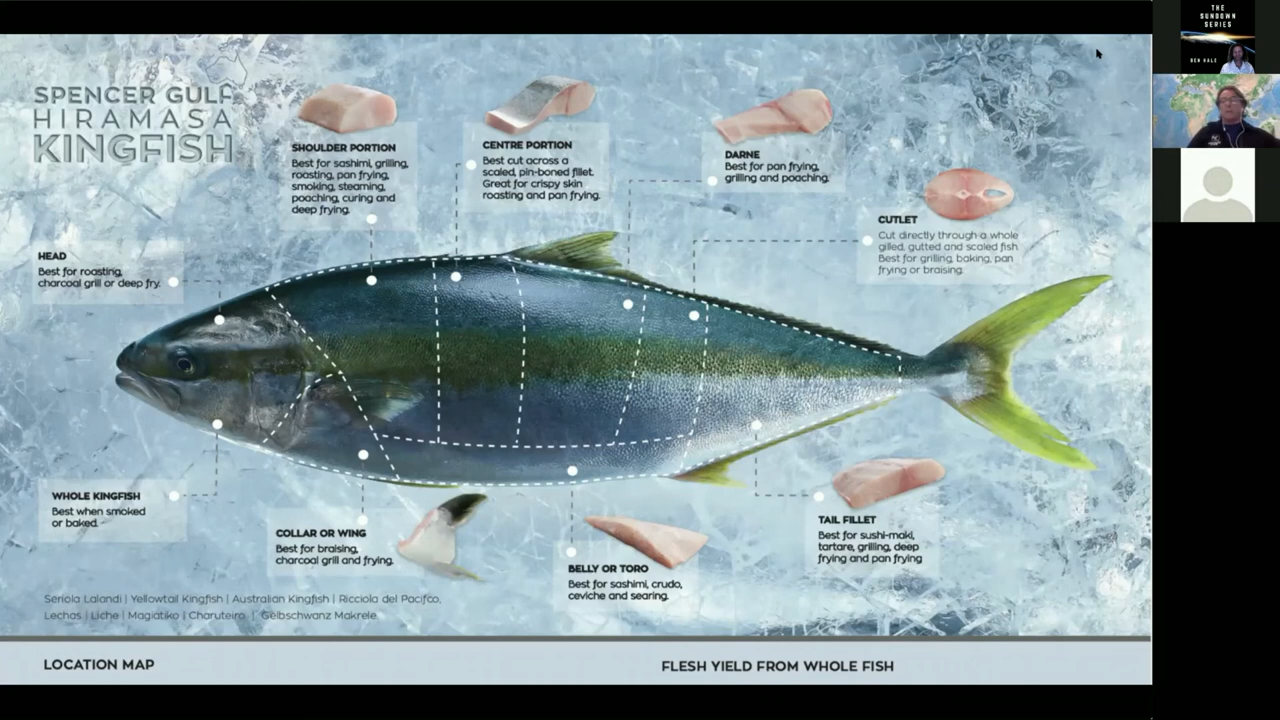 SPENCER GULF
HIRAMASA
KINGFISH
SHOULDER PORTION
Best for sashimi, grilling,
roasting, pan frying,
smoking, steaming,
poaching, curing and
deep frying.
CENTRE PORTION
Best cut across a
scaled, pin-boned fillet.
Great for crispy skin
roasting and pan frying.
DARNE
Best for pan frying,
grilling and poaching.
CUTLET
Cut directly through a whole
gilled, gutted and scaled fish.
Best for grilling, baking, pan
frying or braising.
HEAD
Best for roasting,
charcoal grill or deep fry.
WHOLE KINGFISH
Best when smoked
or baked.
COLLAR OR WING
Best for braising,
charcoal grill and frying.
BELLY OR TORO
Best for sashimi, crudo,
ceviche and searing.
TAIL FILLET
Best for sushi-maki,
tartare, grilling, deep
frying and pan frying
Seriola Lalandi | Yellowtail Kingfish | Australian Kingfish | Ricciola del Pacifco,
Lechas | Liche | Magiatiko | Charuteiro | Gelbschwanz Makrele.
LOCATION MAP
FLESH YIELD FROM WHOLE FISH
THE
SUNDOWN
SERIES
BEN HALE